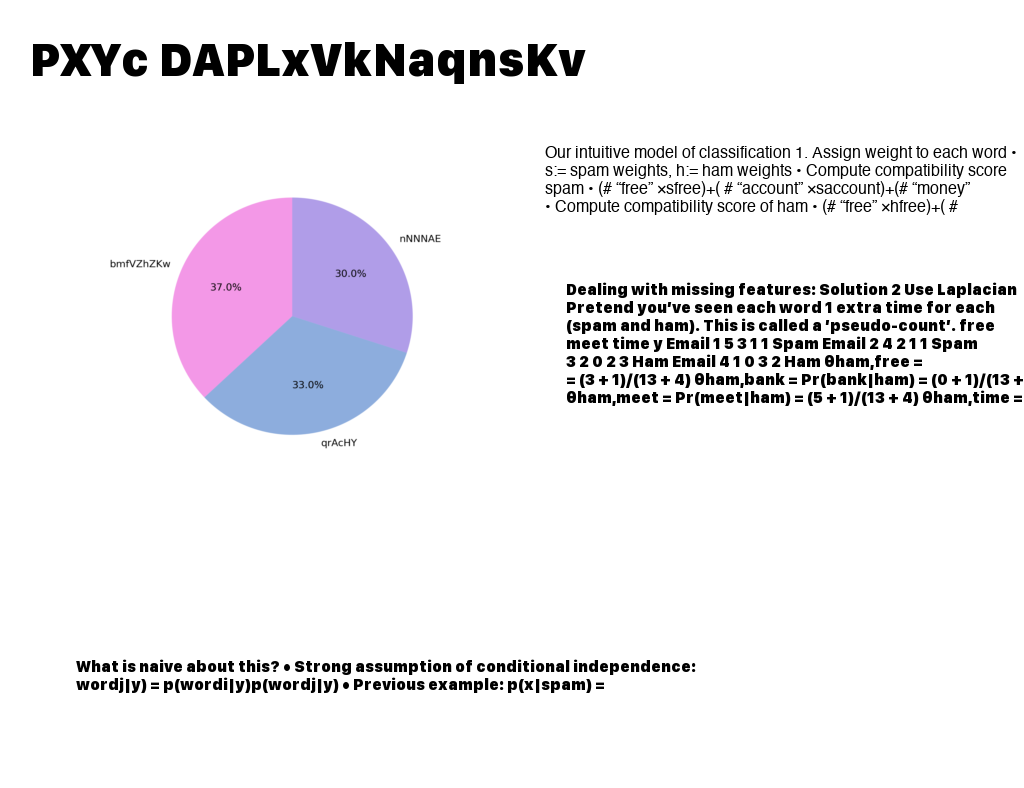 PXYc DAPLxVkNaqnsKv
Our intuitive model of classification 1. Assign weight to each word •
s:= spam weights, h:= ham weights • Compute compatibility score
spam • (# “free” ×sfree)+( # “account” ×saccount)+(# “money”
• Compute compatibility score of ham • (# “free” ×hfree)+( #
nNNNAE
bmfVZhZKw
30.0%
37.0%
33.0%
qrAcHY
Dealing with missing features: Solution 2 Use Laplacian
Pretend you’ve seen each word 1 extra time for each
(spam and ham). This is called a ’pseudo-count’. free
meet time y Email 1 5 3 1 1 Spam Email 2 4 2 1 1 Spam
3 2 0 2 3 Ham Email 4 1 0 3 2 Ham θham,free =
= (3 + 1)/(13 + 4) θham,bank = Pr(bank|ham) = (0 + 1)/(13 +
θham,meet = Pr(meet|ham) = (5 + 1)/(13 + 4) θham,time =
What is naive about this? • Strong assumption of conditional independence:
wordj|y) = p(wordi|y)p(wordj|y) • Previous example: p(x|spam) =